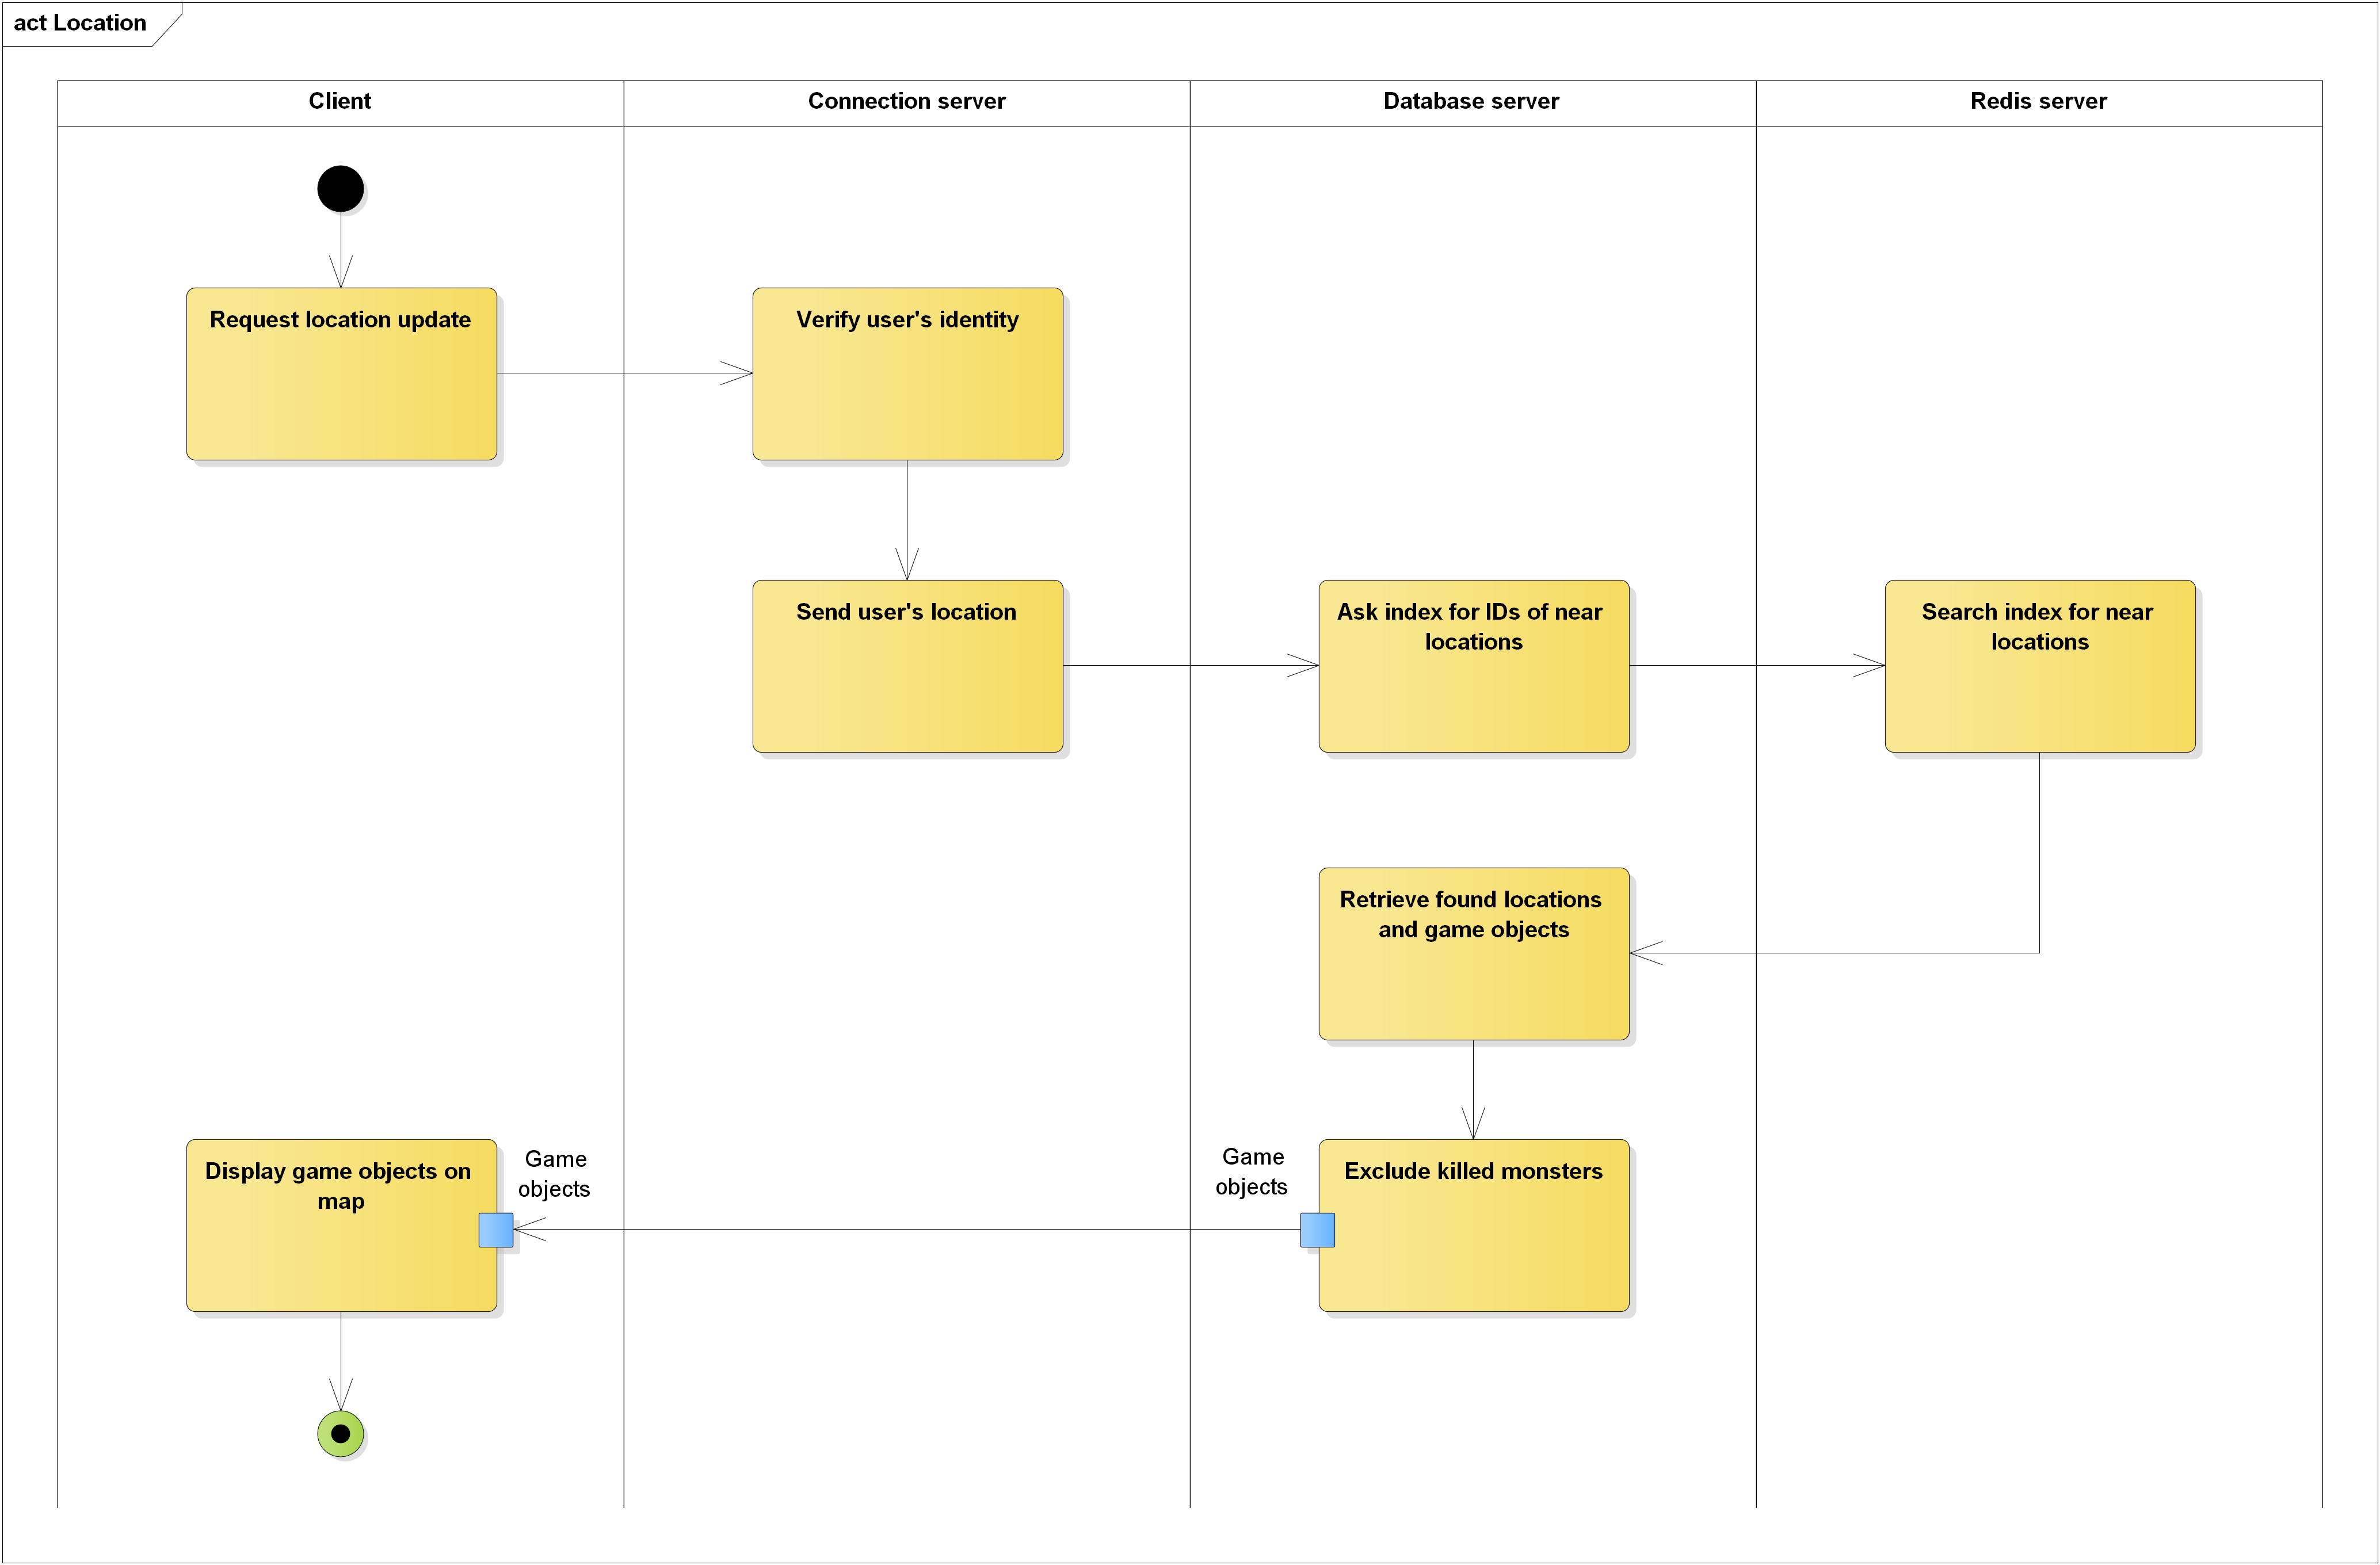 act Location
Client
Connection server
Database server
Redis server
Request location update
Verify user's identity
Send user's location
Ask index for IDs of near
locations
Search index for near
locations
Retrieve found locations
and game objects
Display game objects on
map
Game
objects
Game
objects
Exclude killed monsters